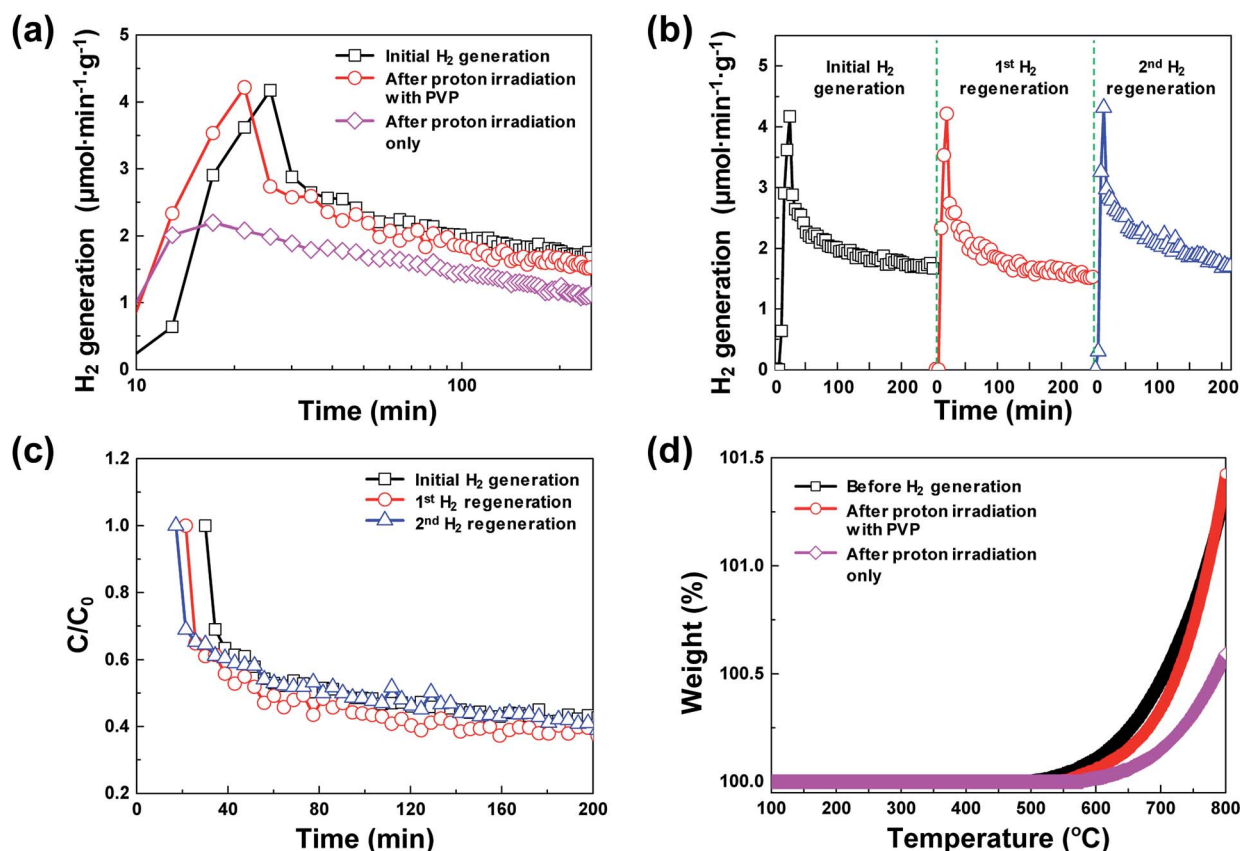 (a)
H₂ generation (μmol·min⁻¹·g⁻¹)
5
4
3
2
1
0
10
100
Time (min)
Initial H₂ generation
After proton irradiation
with PVP
After proton irradiation
only
(b)
H₂ generation (μmol·min⁻¹·g⁻¹)
5
4
3
2
1
0
Initial H₂
generation
1st H₂
regeneration
2nd H₂
regeneration
0 100 200 0 100 200 0 100 200
Time (min)
(c)
C/C₀
1.2
1.0
0.8
0.6
0.4
0.2
0 40 80 120 160 200
Time (min)
Initial H₂ generation
1st H₂ regeneration
2nd H₂ regeneration
(d)
Weight (%)
101.5
101.0
100.5
100.0
100 200 300 400 500 600 700 800
Temperature (°C)
Before H₂ generation
After proton irradiation
with PVP
After proton irradiation
only